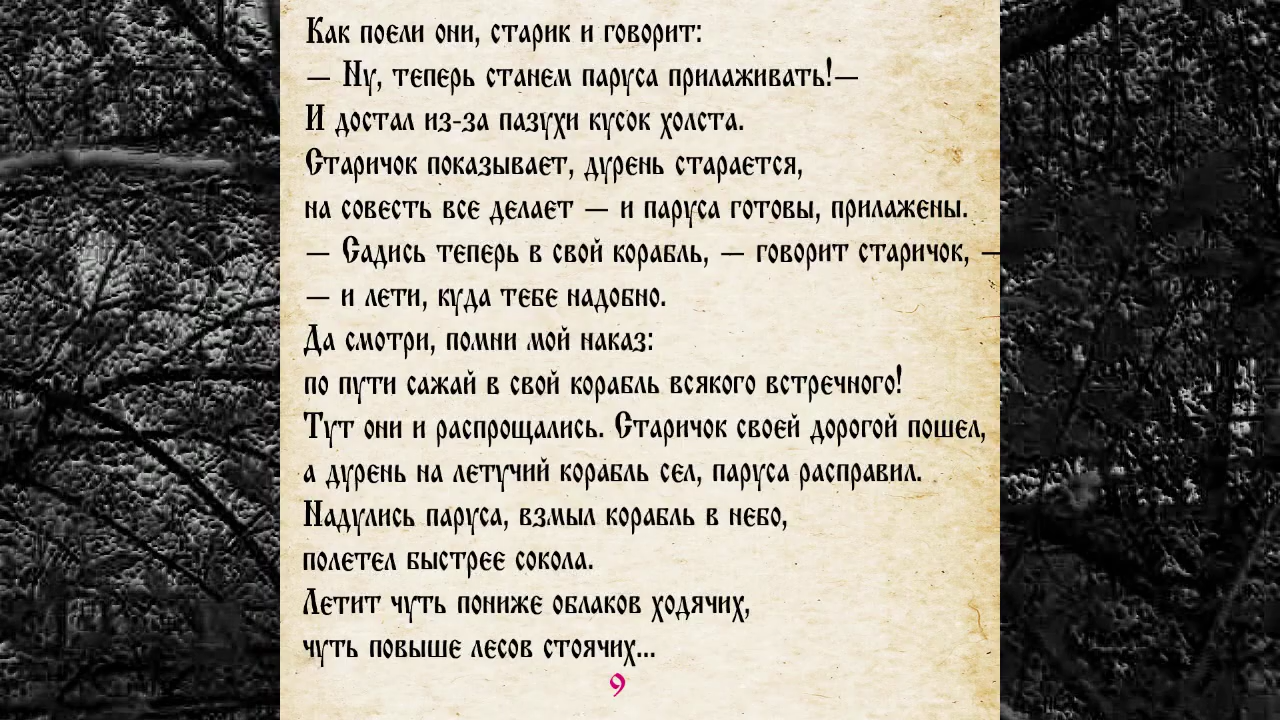 Как поели они, старик и говорит:
— Ну, теперь станем паруса прилаживать!—
И достал из-за пазухи кусок холста.
Старичок показывает, дурень старается,
на совесть все делает — и паруса готовы, прилажены.
— Садись теперь в свой корабль, — говорит старичок, —
— и лети, куда тебе надобно.
Да смотри, помни мой наказ:
по пути сажай в свой корабль всякого встречного!
Тут они и распрощались. Старичок своей дорогой пошел,
а дурень на летучий корабль сел, паруса расправил.
Надулись паруса, взмыл корабль в небо,
полетел быстрее сокола.
Летит чуть пониже облаков ходячих,
чуть повыше лесов стоячих...
9